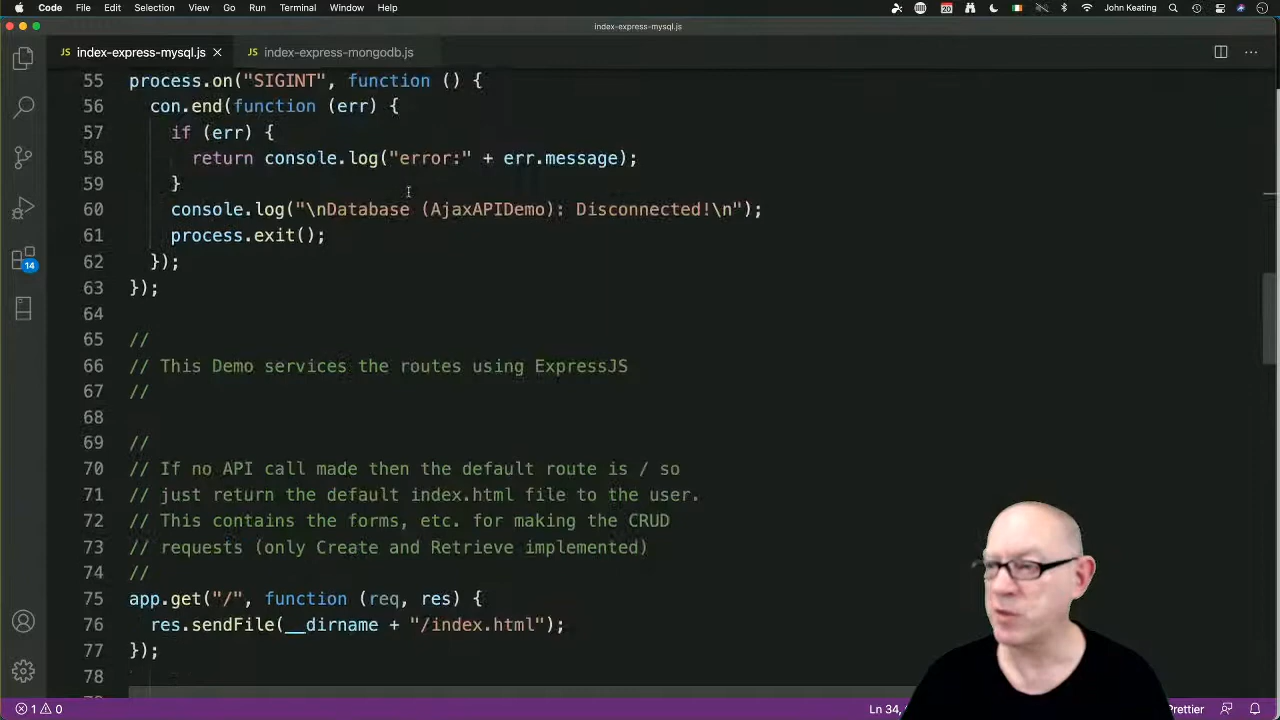 Code File Edit Selection View Go Run Terminal Window Help 20 John Keating
index-express-mysql.js
JS index-express-mysql.js JS index-express-mongodb.js
55 process.on("SIGINT", function () {
56 con.end(function (err) {
57 if (err) {
58 return console.log("error:" + err.message);
59 }
60 console.log("\nDatabase (AjaxAPIDemo): Disconnected!\n");
61 process.exit();
62 });
63 });
64
65 //
66 // This Demo services the routes using ExpressJS
67 //
68
69 //
70 // If no API call made then the default route is / so
71 // just return the default index.html file to the user.
72 // This contains the forms, etc. for making the CRUD
73 // requests (only Create and Retrieve implemented)
74 //
75 app.get("/", function (req, res) {
76 res.sendFile(__dirname + "/index.html");
77 });
78
14
1 0 Ln 34, Prettier